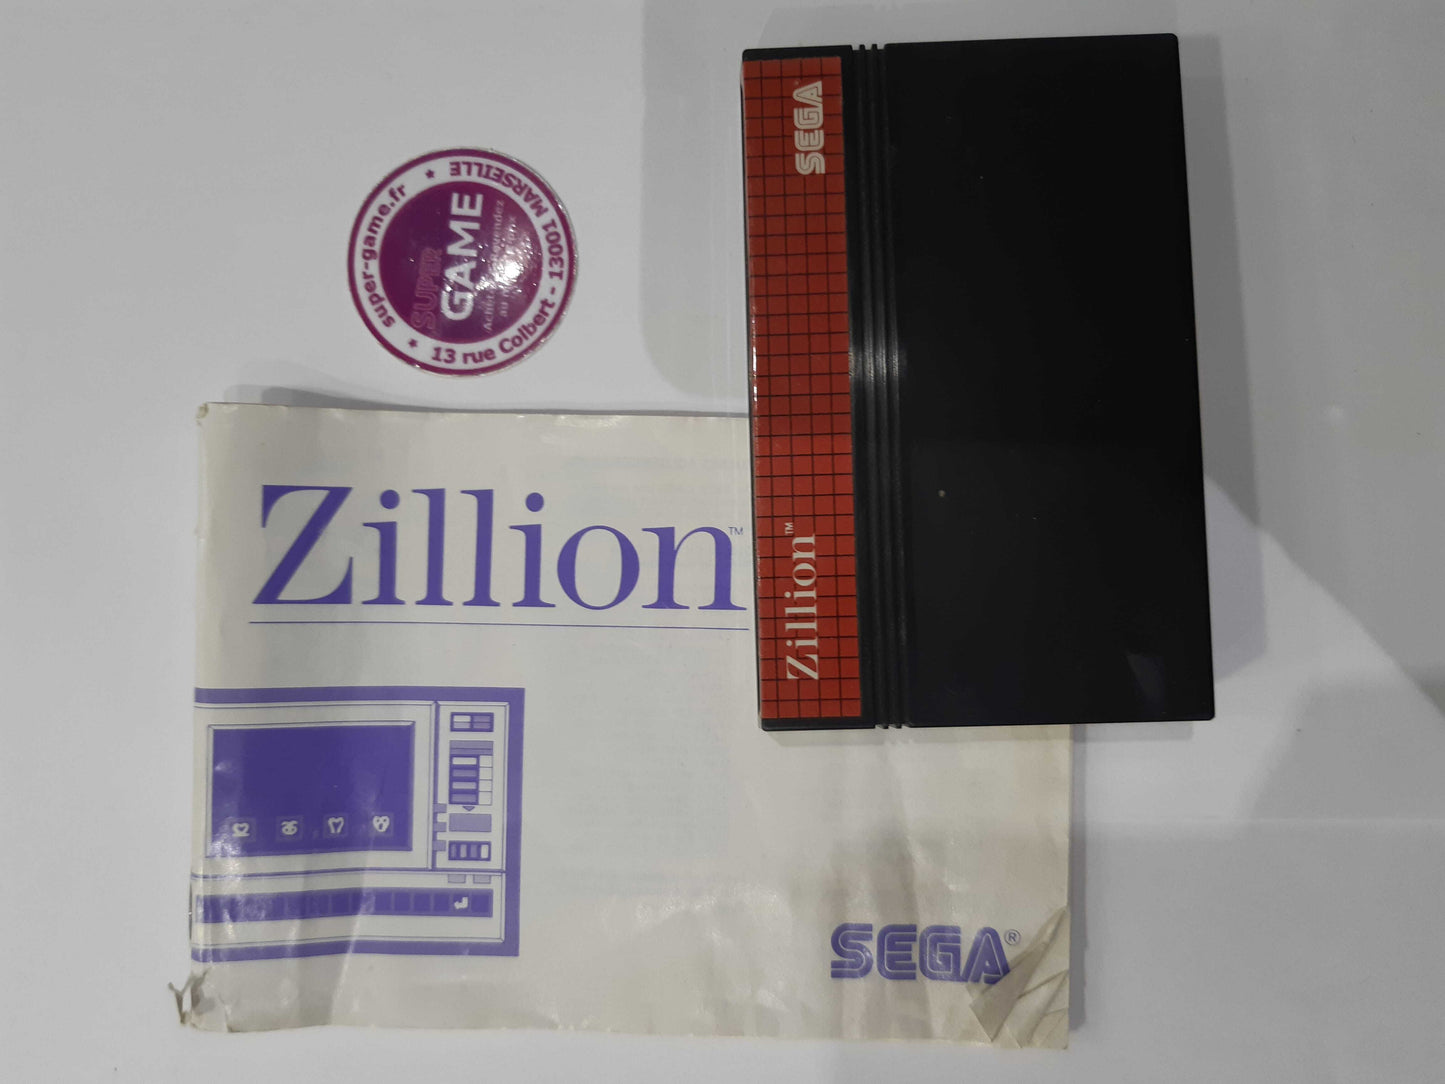 super-game.fr * 13001 MARSEILLE
SUPER
GAME
13 rue Colbert -
Zillion™
SEGA®
Zillion™
SEGA